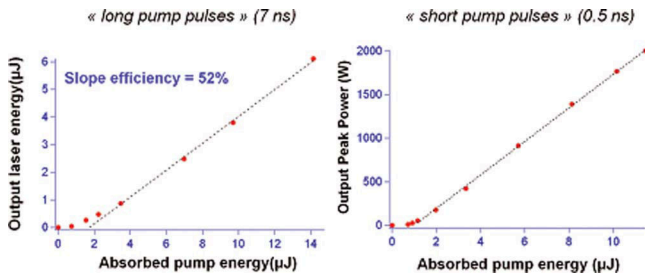 « long pump pulses » (7 ns)
« short pump pulses » (0.5 ns)
Output laser energy(µJ)
6
5
4
3
2
1
0
Slope efficiency = 52%
0 2 4 6 8 10 12 14
Absorbed pump energy(µJ)
Output Peak Power (W)
2000
1500
1000
500
0
0 2 4 6 8 10
Absorbed pump energy (µJ)